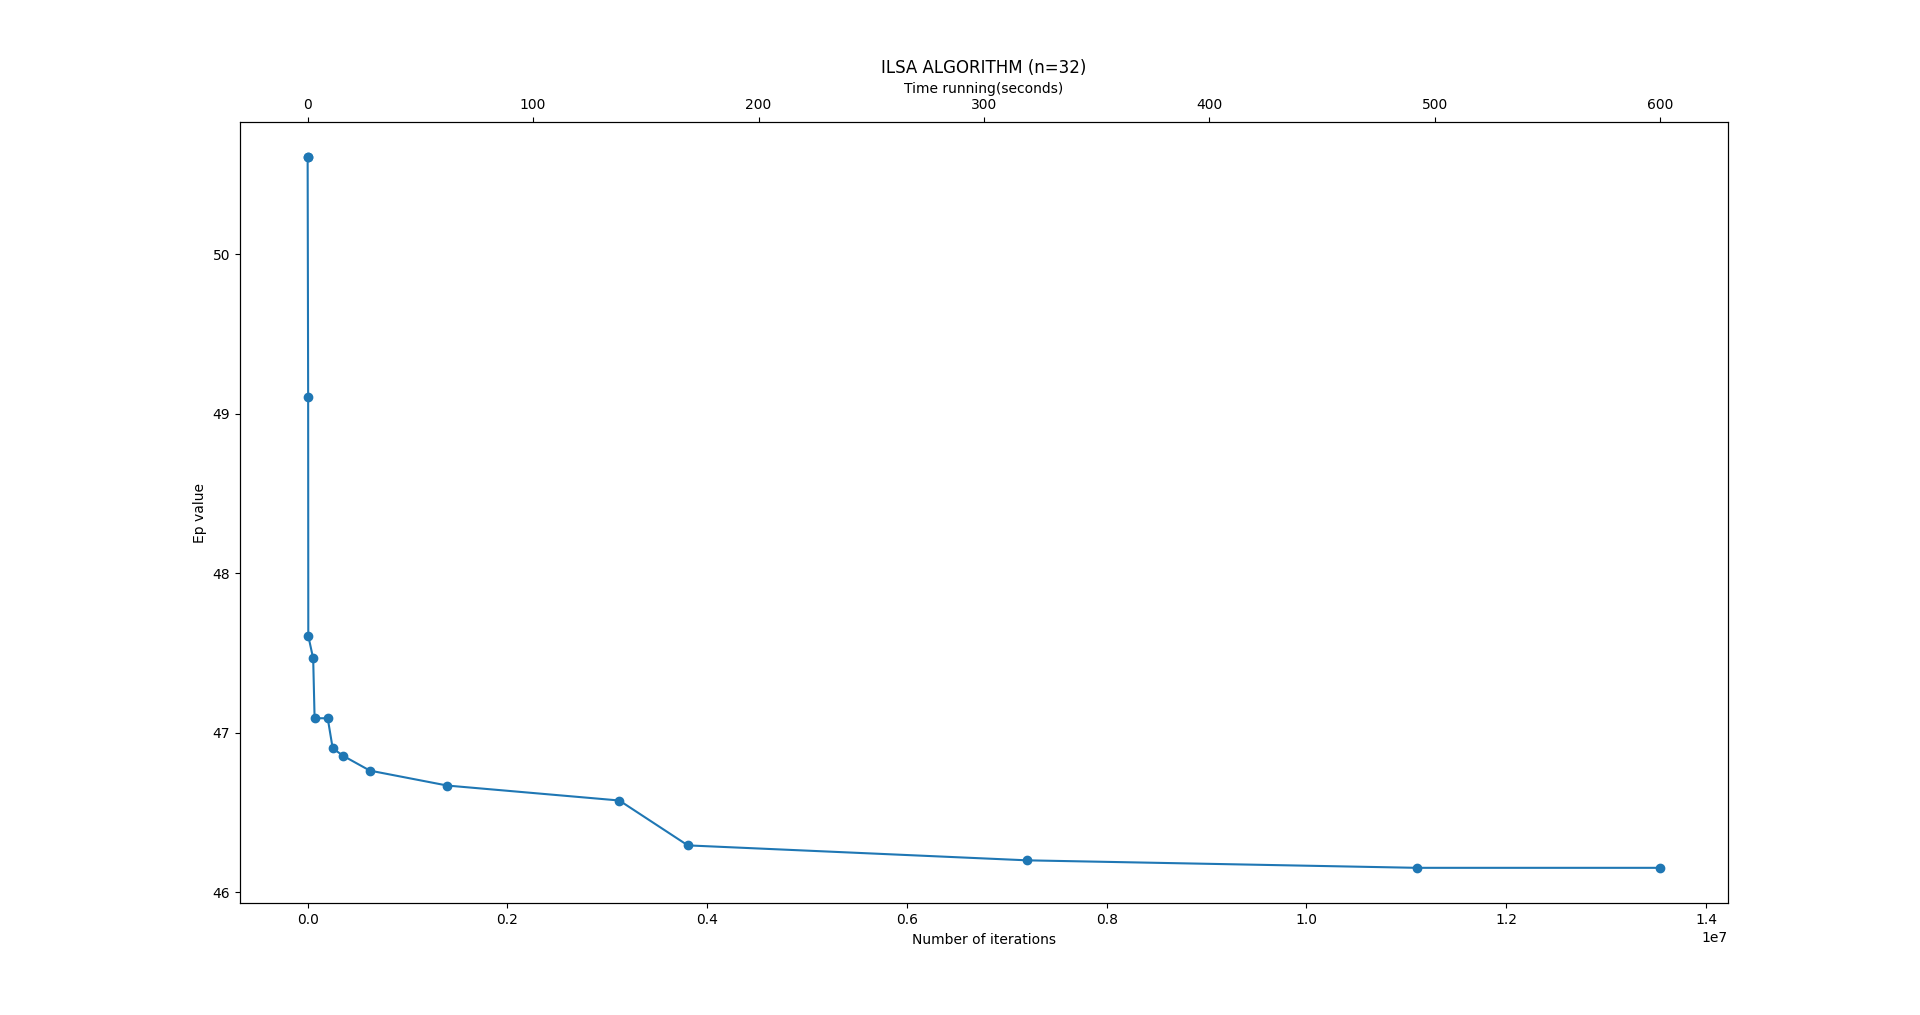 ILSA ALGORITHM (n=32)
Time running(seconds)
0 100 200 300 400 500 600
Ep value
50
49
48
47
46
0.0 0.2 0.4 0.6 0.8 1.0 1.2 1.4
1e7
Number of iterations